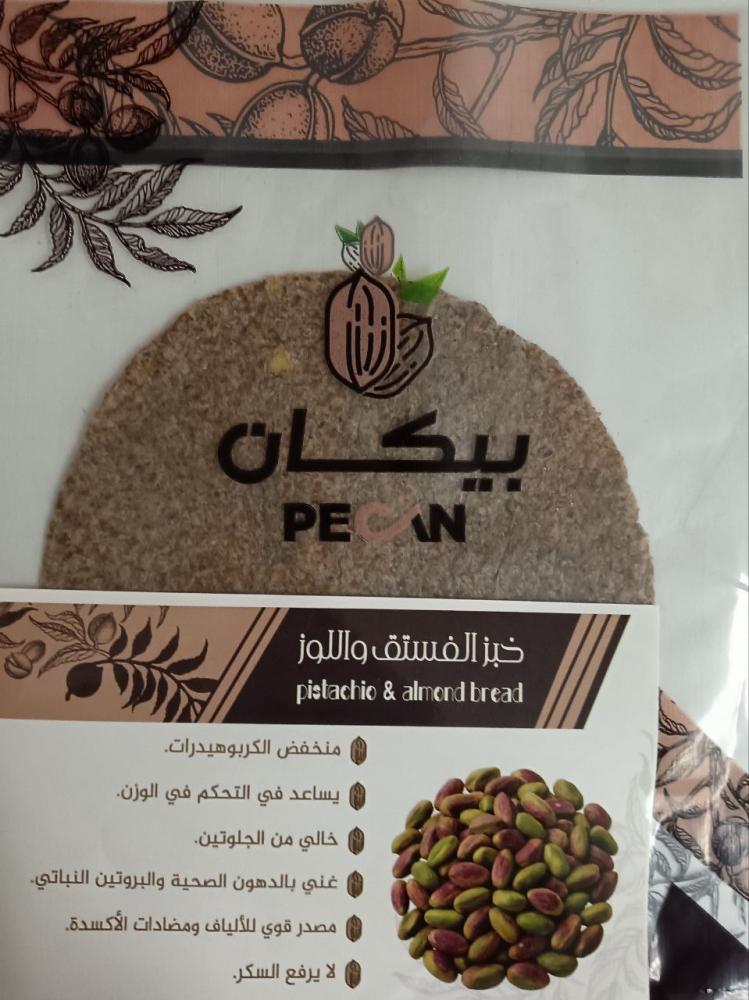 بيكان
PECAN
خبز الفستق واللوز
pistachio & almond bread
منخفض الكربوهيدرات.
يساعد في التحكم في الوزن.
خالي من الجلوتين.
غني بالدهون الصحية والبروتين النباتي.
مصدر قوي للألياف ومضادات الأكسدة.
لا يرفع السكر.